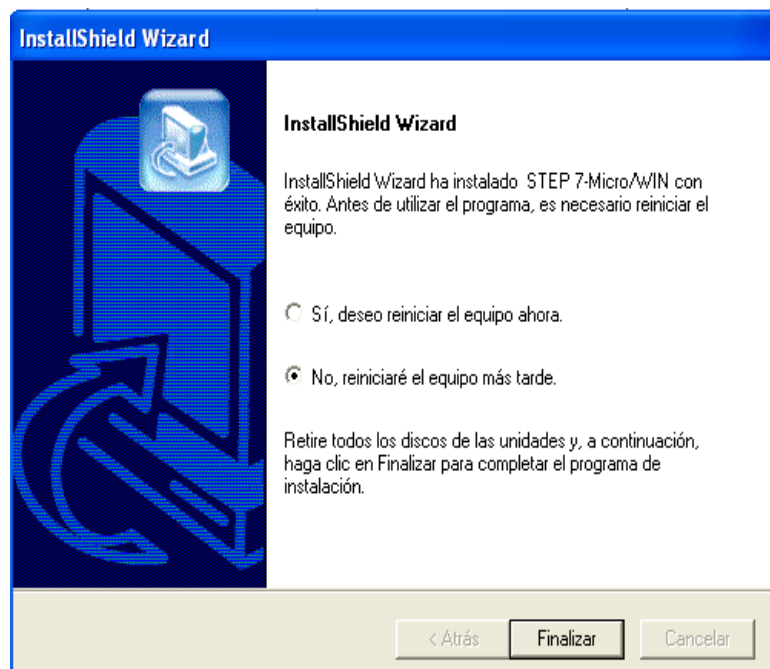 InstallShield Wizard
InstallShield Wizard
InstallShield Wizard ha instalado STEP 7-Micro/WIN con
éxito. Antes de utilizar el programa, es necesario reiniciar el
equipo.
Sí, deseo reiniciar el equipo ahora.
No, reiniciaré el equipo más tarde.
Retire todos los discos de las unidades y, a continuación,
haga clic en Finalizar para completar el programa de
instalación.
< Atrás Finalizar Cancelar